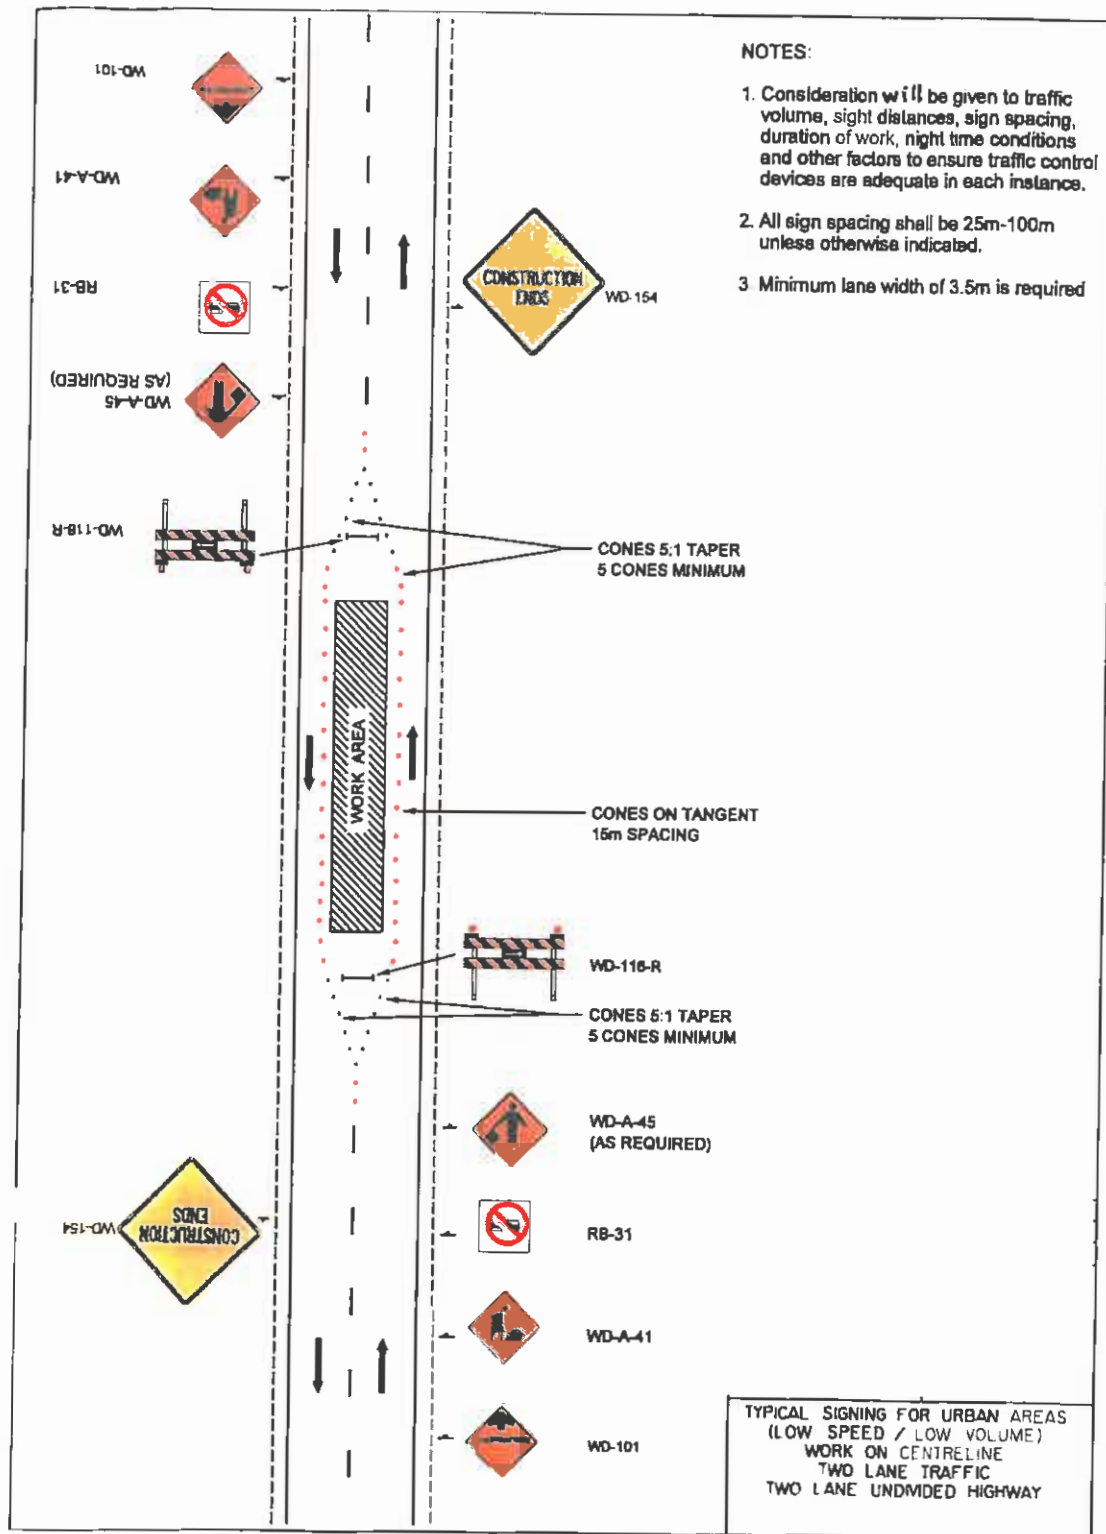 WD-101
WD-A-41
RB-31
WD-A-45
(AS REQUIRED)
WD-118-R
NOTES:
1. Consideration will be given to traffic
volume, sight distances, sign spacing,
duration of work, night time conditions
and other factors to ensure traffic control
devices are adequate in each instance.
2. All sign spacing shall be 25m-100m
unless otherwise indicated.
3 Minimum lane width of 3.5m is required
CONSTRUCTION
ENDS
WD-154
CONES 5:1 TAPER
5 CONES MINIMUM
WORK AREA
CONES ON TANGENT
15m SPACING
WD-116-R
CONES 5:1 TAPER
5 CONES MINIMUM
WD-A-45
(AS REQUIRED)
WD-154
CONSTRUCTION
ENDS
RB-31
WD-A-41
WD-101
TYPICAL SIGNING FOR URBAN AREAS
(LOW SPEED / LOW VOLUME)
WORK ON CENTRELINE
TWO LANE TRAFFIC
TWO LANE UNDIVIDED HIGHWAY